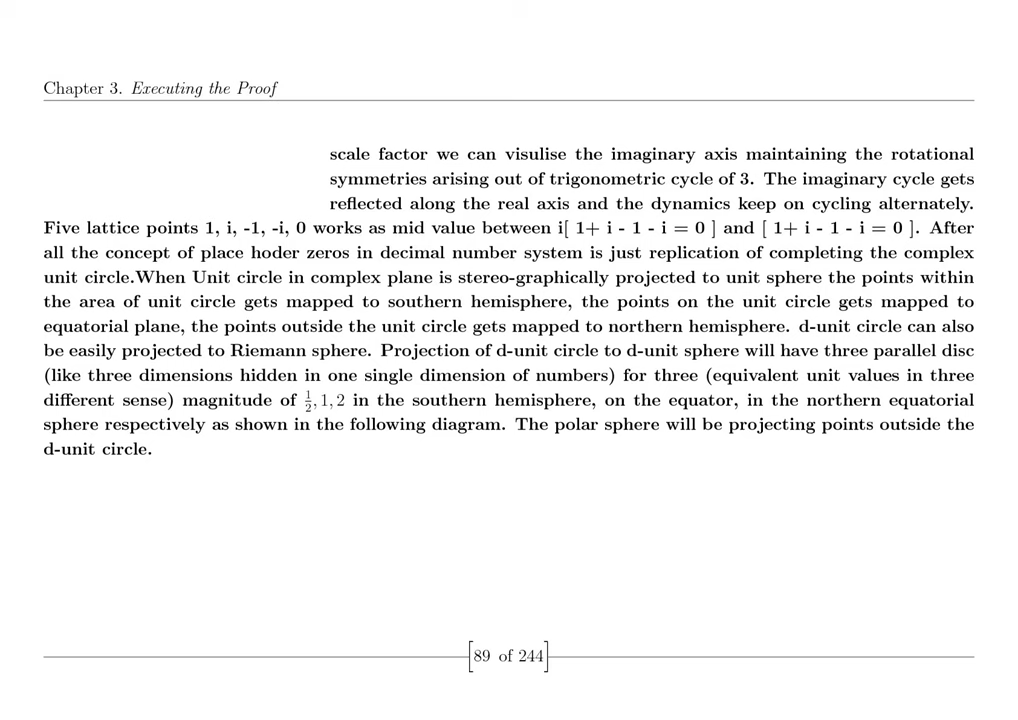 Chapter 3. Executing the Proof
scale factor we can visulise the imaginary axis maintaining the rotational
symmetries arising out of trigonometric cycle of 3. The imaginary cycle gets
reflected along the real axis and the dynamics keep on cycling alternately.
Five lattice points 1, i, -1, -i, 0 works as mid value between i[ 1+ i - 1 - i = 0 ] and [ 1+ i - 1 - i = 0 ]. After
all the concept of place hoder zeros in decimal number system is just replication of completing the complex
unit circle.When Unit circle in complex plane is stereo-graphically projected to unit sphere the points within
the area of unit circle gets mapped to southern hemisphere, the points on the unit circle gets mapped to
equatorial plane, the points outside the unit circle gets mapped to northern hemisphere. d-unit circle can also
be easily projected to Riemann sphere. Projection of d-unit circle to d-unit sphere will have three parallel disc
(like three dimensions hidden in one single dimension of numbers) for three (equivalent unit values in three
different sense) magnitude of 1/2, 1, 2 in the southern hemisphere, on the equator, in the northern equatorial
sphere respectively as shown in the following diagram. The polar sphere will be projecting points outside the
d-unit circle.
[89 of 244]